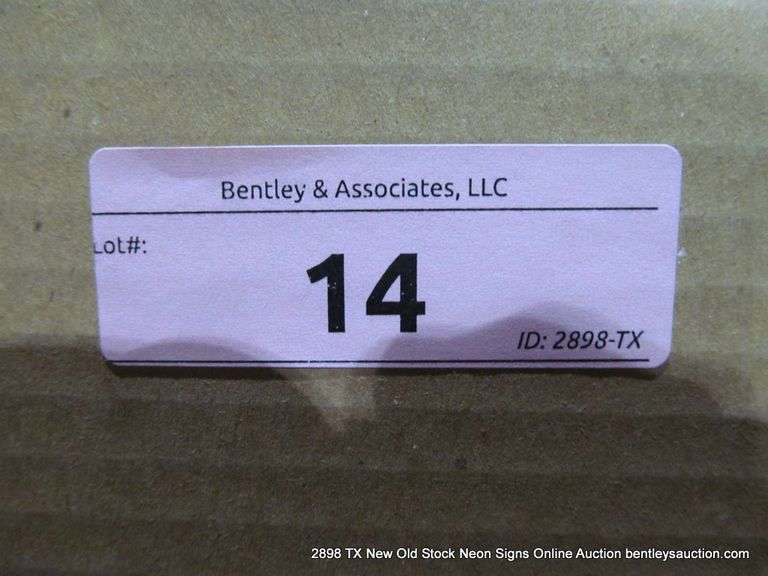 Bentley & Associates, LLC
Lot#:
14
ID: 2898-TX
2898 TX New Old Stock Neon Signs Online Auction bentleysauction.com